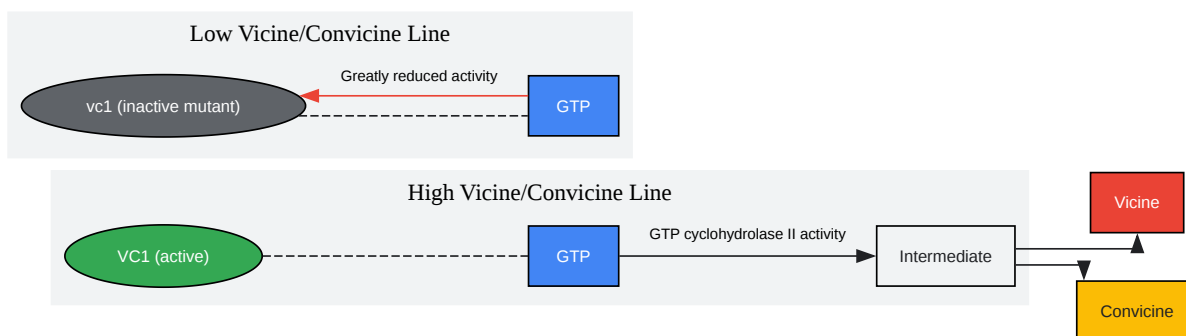 Low Vicine/Convicine Line
Greatly reduced activity
vc1 (inactive mutant)
GTP
High Vicine/Convicine Line
Vicine
GTP cyclohydrolase II activity
VC1 (active)
GTP
Intermediate
Convicine